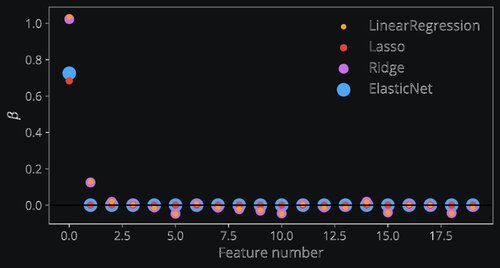 LinearRegression
Lasso
Ridge
ElasticNet
1.0
0.8
0.6
0.4
0.2
0.0
β
0.0 2.5 5.0 7.5 10.0 12.5 15.0 17.5
Feature number